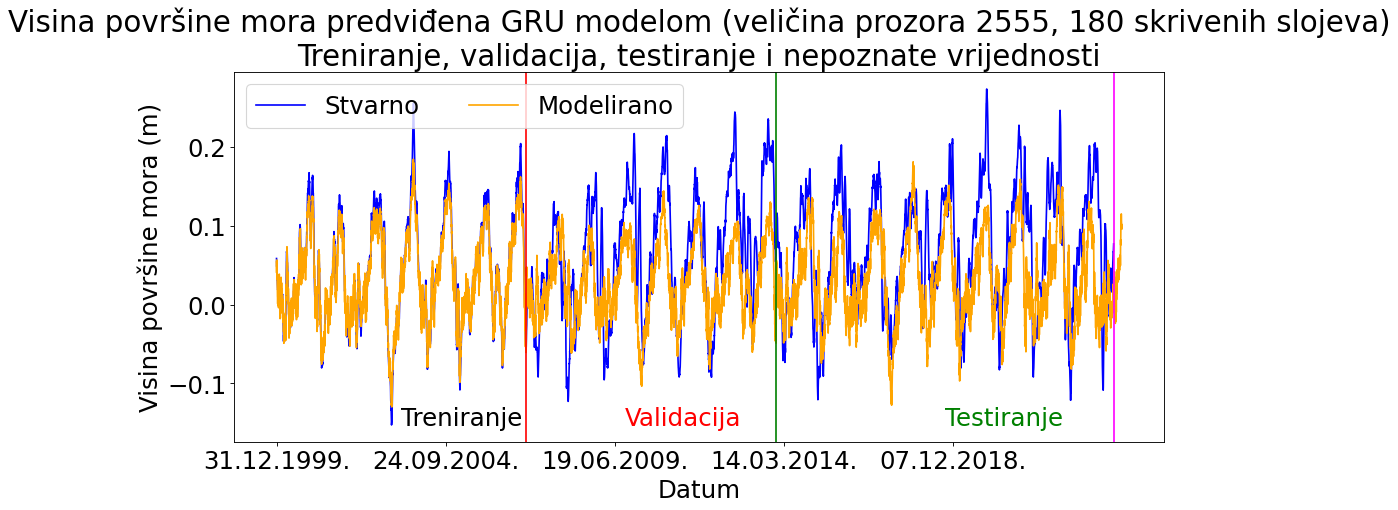 Visina površine mora predviđena GRU modelom (veličina prozora 2555, 180 skrivenih slojeva)
Treniranje, validacija, testiranje i nepoznate vrijednosti
Stvarno Modelirano
Visina površine mora (m)
0.2
0.1
0.0
−0.1
Treniranje Validacija Testiranje
31.12.1999. 24.09.2004. 19.06.2009. 14.03.2014. 07.12.2018.
Datum